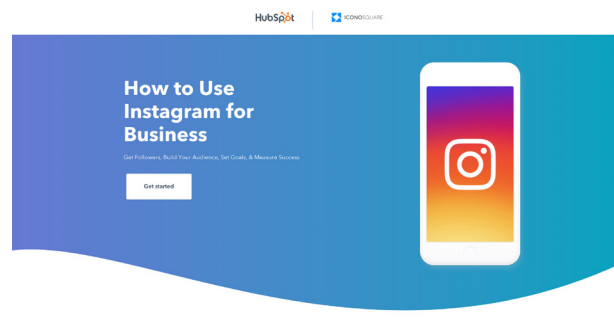 HubSpot
ICONOSQUARE
How to Use
Instagram for
Business
Get Followers, Build Your Audience, Set Goals, & Measure Success
Get started